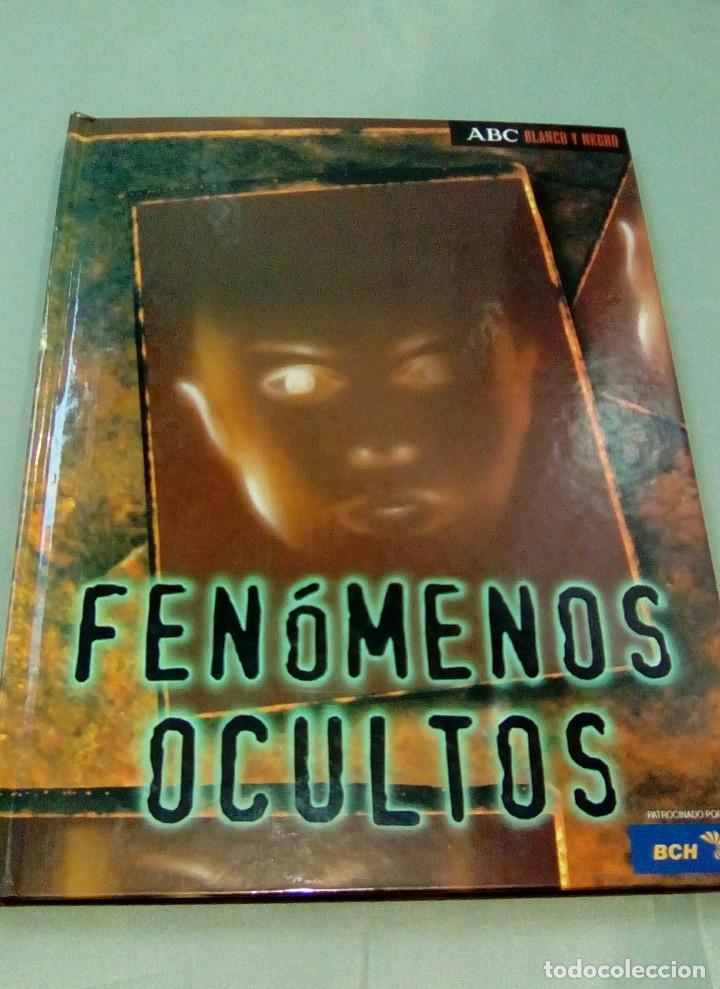 ABC BLANCO Y NEGRO
FENÓMENOS
OCULTOS
PATROCINADO POR
BCH
todocoleccion